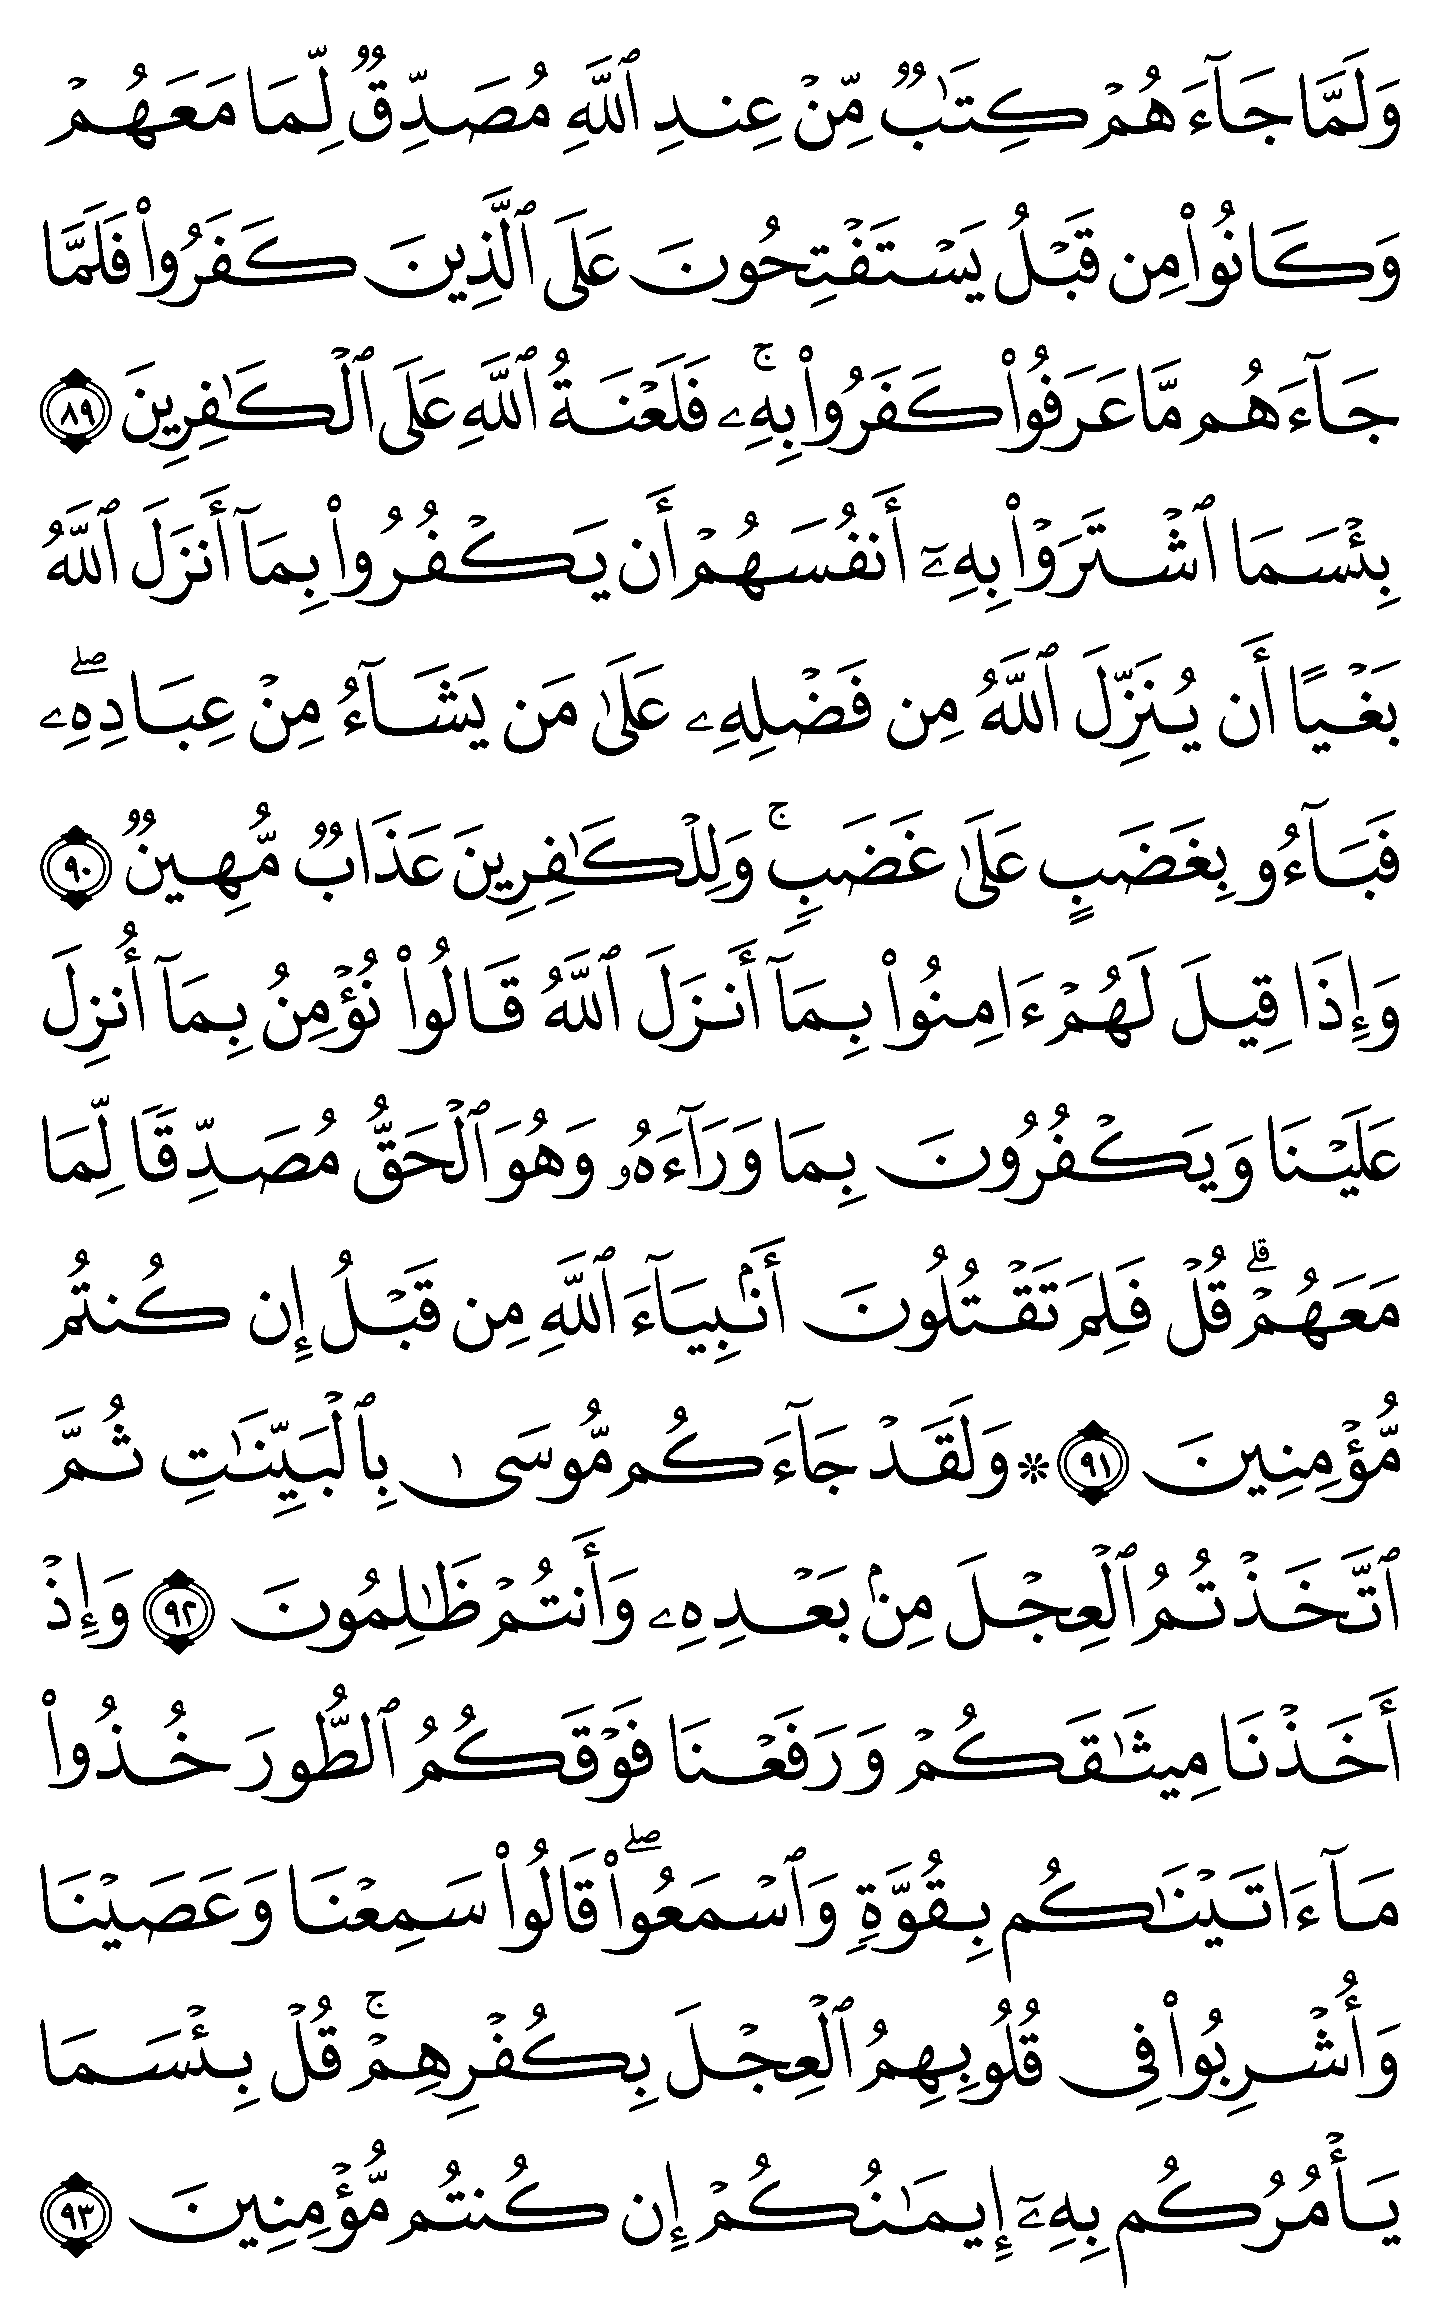 وَلَمَّا جَآءَهُمْ كِتَٰبٌ مِّنْ عِندِ ٱللَّهِ مُصَدِّقٌ لِّمَا مَعَهُمْ
وَكَانُوا۟ مِن قَبْلُ يَسْتَفْتِحُونَ عَلَى ٱلَّذِينَ كَفَرُوا۟ فَلَمَّا
جَآءَهُم مَّا عَرَفُوا۟ كَفَرُوا۟ بِهِۦ ۚ فَلَعْنَةُ ٱللَّهِ عَلَى ٱلْكَٰفِرِينَ ٨٩
بِئْسَمَا ٱشْتَرَوْا۟ بِهِۦٓ أَنفُسَهُمْ أَن يَكْفُرُوا۟ بِمَآ أَنزَلَ ٱللَّهُ
بَغْيًا أَن يُنَزِّلَ ٱللَّهُ مِن فَضْلِهِۦ عَلَىٰ مَن يَشَآءُ مِنْ عِبَادِهِۦ ۖ
فَبَآءُو بِغَضَبٍ عَلَىٰ غَضَبٍ ۚ وَلِلْكَٰفِرِينَ عَذَابٌ مُّهِينٌ ٩٠
وَإِذَا قِيلَ لَهُمْ ءَامِنُوا۟ بِمَآ أَنزَلَ ٱللَّهُ قَالُوا۟ نُؤْمِنُ بِمَآ أُنزِلَ
عَلَيْنَا وَيَكْفُرُونَ بِمَا وَرَآءَهُۥ وَهُوَ ٱلْحَقُّ مُصَدِّقًا لِّمَا
مَعَهُمْ ۗ قُلْ فَلِمَ تَقْتُلُونَ أَنۢبِيَآءَ ٱللَّهِ مِن قَبْلُ إِن كُنتُم
مُّؤْمِنِينَ ٩١ ۞ وَلَقَدْ جَآءَكُم مُّوسَىٰ بِٱلْبَيِّنَٰتِ ثُمَّ
ٱتَّخَذْتُمُ ٱلْعِجْلَ مِنۢ بَعْدِهِۦ وَأَنتُمْ ظَٰلِمُونَ ٩٢ وَإِذْ
أَخَذْنَا مِيثَٰقَكُمْ وَرَفَعْنَا فَوْقَكُمُ ٱلطُّورَ خُذُوا۟
مَآ ءَاتَيْنَٰكُم بِقُوَّةٍ وَٱسْمَعُوا۟ ۖ قَالُوا۟ سَمِعْنَا وَعَصَيْنَا
وَأُشْرِبُوا۟ فِى قُلُوبِهِمُ ٱلْعِجْلَ بِكُفْرِهِمْ ۚ قُلْ بِئْسَمَا
يَأْمُرُكُم بِهِۦٓ إِيمَٰنُكُمْ إِن كُنتُم مُّؤْمِنِينَ ٩٣